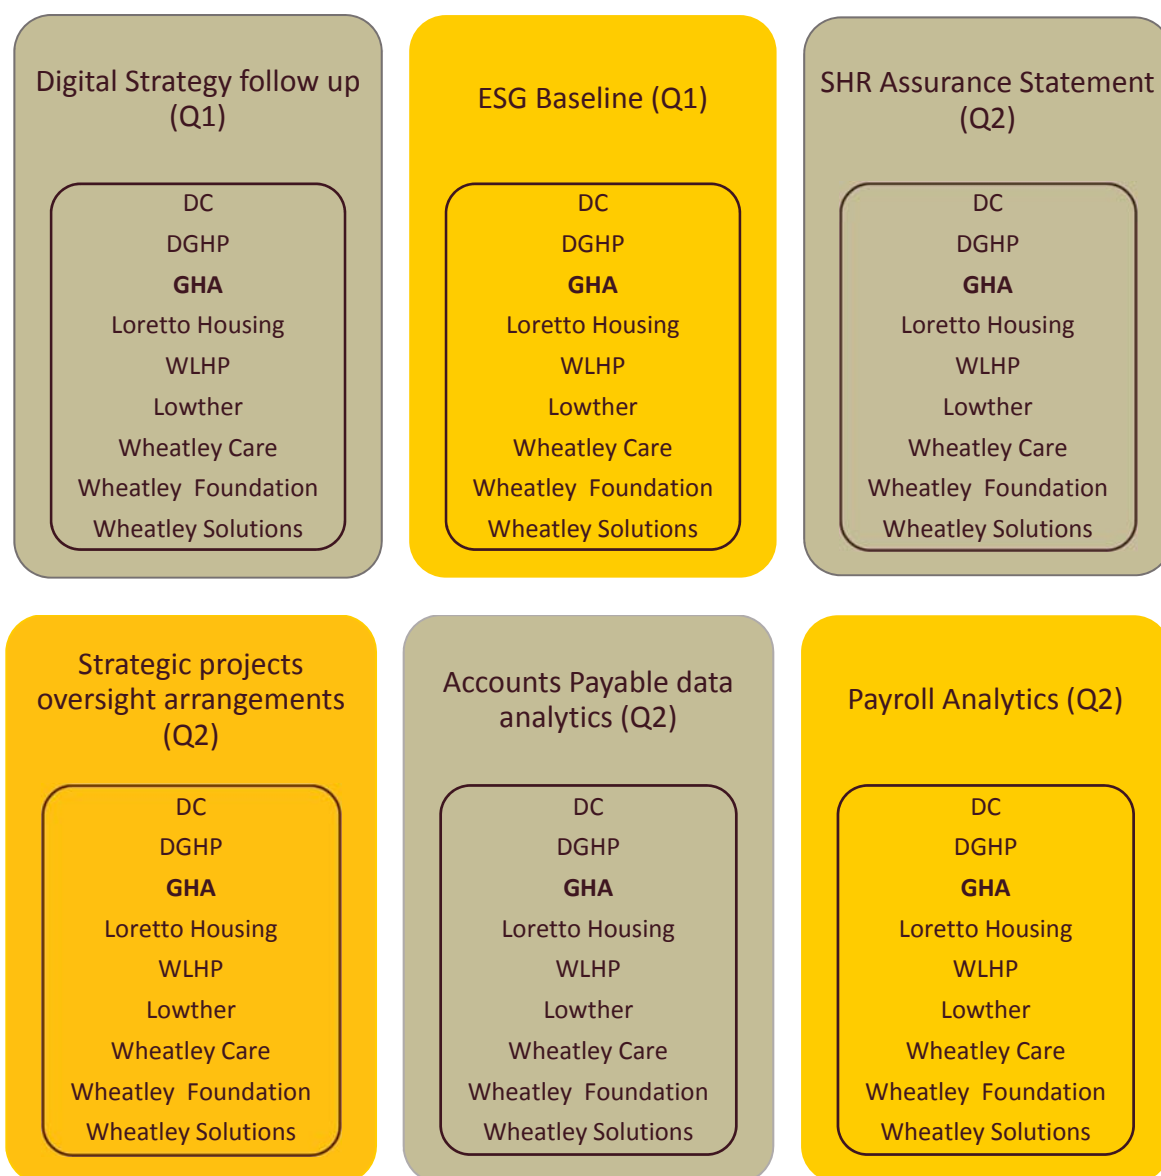 Digital Strategy follow up
(Q1)
DC
DGHP
GHA
Loretto Housing
WLHP
Lowther
Wheatley Care
Wheatley Foundation
Wheatley Solutions
ESG Baseline (Q1)
DC
DGHP
GHA
Loretto Housing
WLHP
Lowther
Wheatley Care
Wheatley Foundation
Wheatley Solutions
SHR Assurance Statement
(Q2)
DC
DGHP
GHA
Loretto Housing
WLHP
Lowther
Wheatley Care
Wheatley Foundation
Wheatley Solutions
Strategic projects
oversight arrangements
(Q2)
DC
DGHP
GHA
Loretto Housing
WLHP
Lowther
Wheatley Care
Wheatley Foundation
Wheatley Solutions
Accounts Payable data
analytics (Q2)
DC
DGHP
GHA
Loretto Housing
WLHP
Lowther
Wheatley Care
Wheatley Foundation
Wheatley Solutions
Payroll Analytics (Q2)
DC
DGHP
GHA
Loretto Housing
WLHP
Lowther
Wheatley Care
Wheatley Foundation
Wheatley Solutions